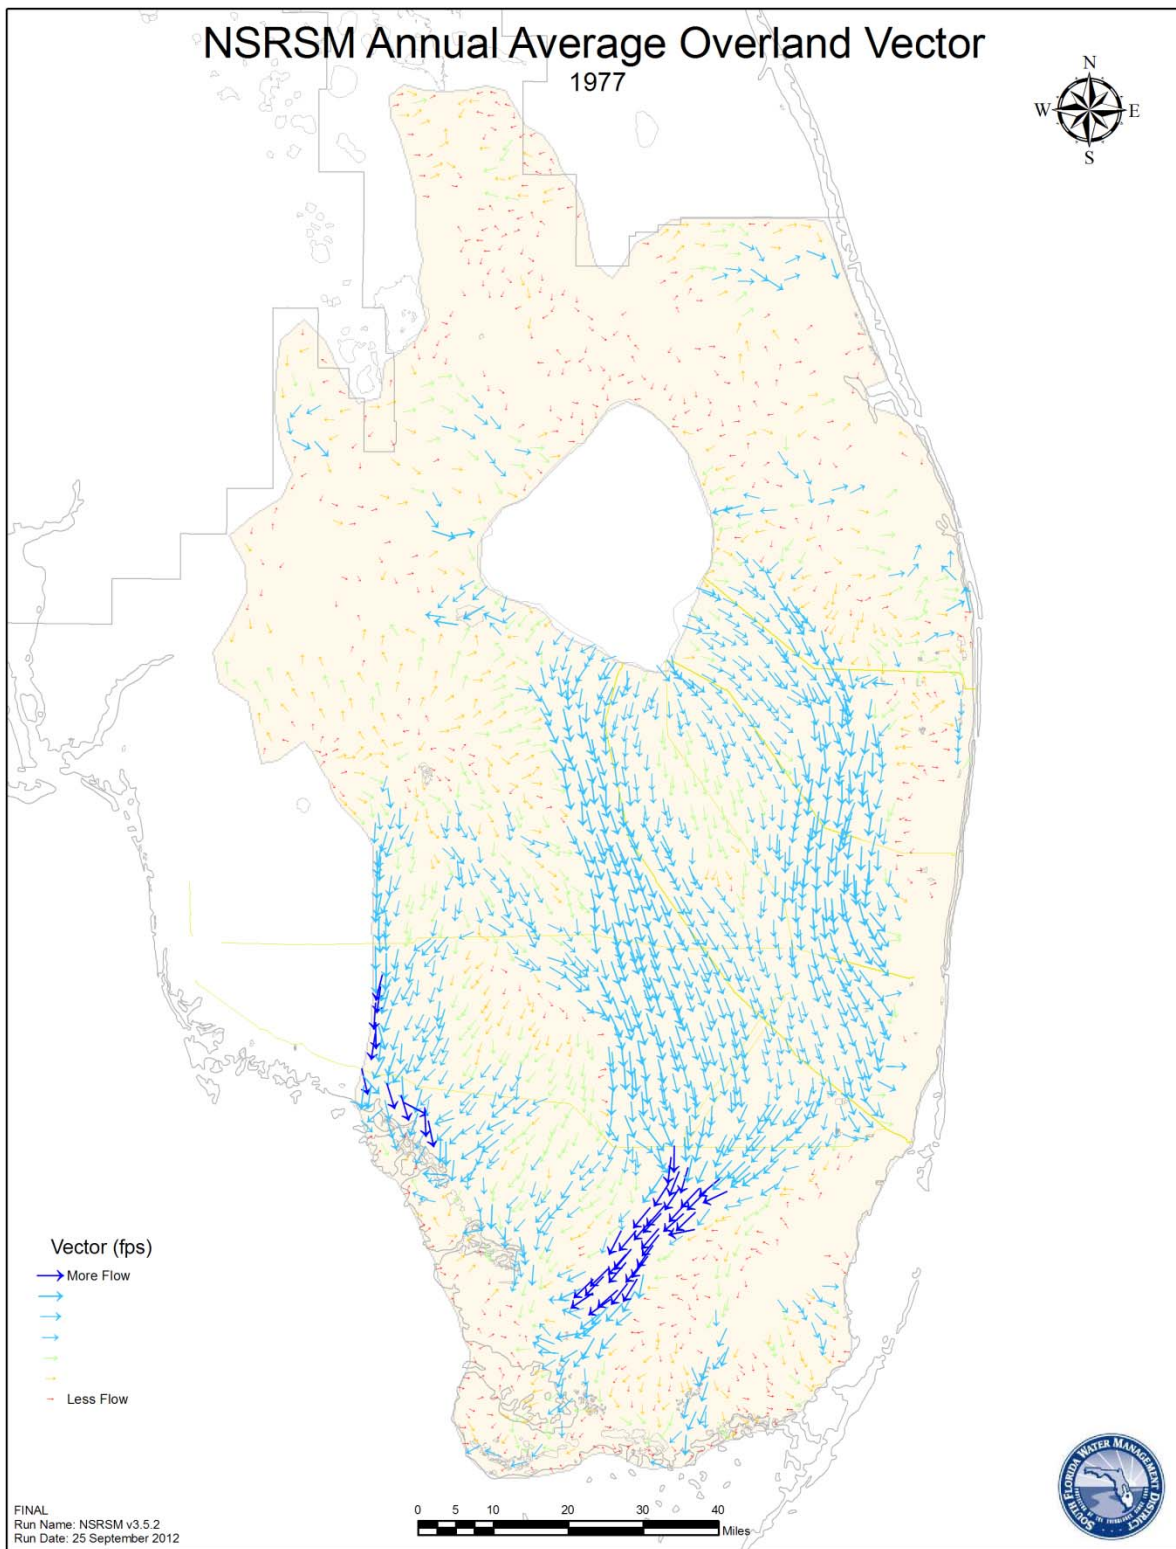 NSRSM Annual Average Overland Vector
1977
N
W E
S
Vector (fps)
More Flow
Less Flow
FINAL
Run Name: NSRSM v3.5.2
Run Date: 25 September 2012
0 5 10 20 30 40
Miles
SOUTH FLORIDA WATER MANAGEMENT DISTRICT